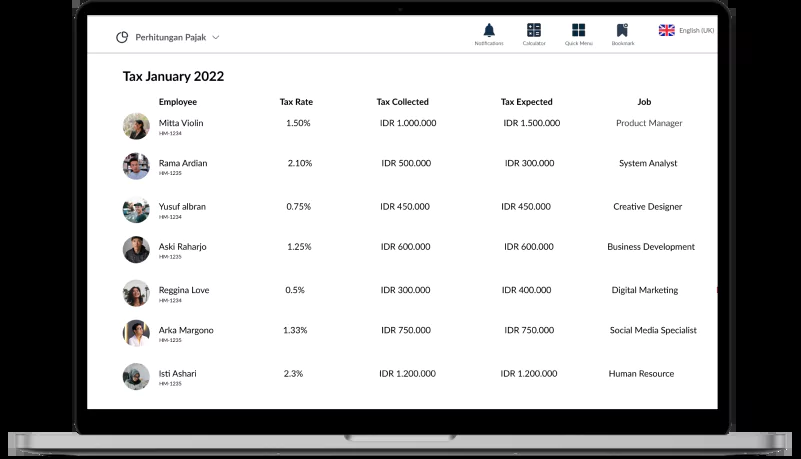 Perhitungan Pajak
Notifications
Calculator
Quick Menu
Bookmark
English (UK)
Tax January 2022
Employee Tax Rate Tax Collected Tax Expected Job
Mitta Violin 1.50% IDR 1.000.000 IDR 1.500.000 Product Manager
HM-1234
Rama Ardian 2.10% IDR 500.000 IDR 300.000 System Analyst
HM-1235
Yusuf albran 0.75% IDR 450.000 IDR 450.000 Creative Designer
HM-1234
Aski Raharjo 1.25% IDR 600.000 IDR 600.000 Business Development
HM-1235
Reggina Love 0.5% IDR 300.000 IDR 400.000 Digital Marketing
HM-1234
Arka Margono 1.33% IDR 750.000 IDR 750.000 Social Media Specialist
HM-1235
Isti Ashari 2.3% IDR 1.200.000 IDR 1.200.000 Human Resource
HM-1235